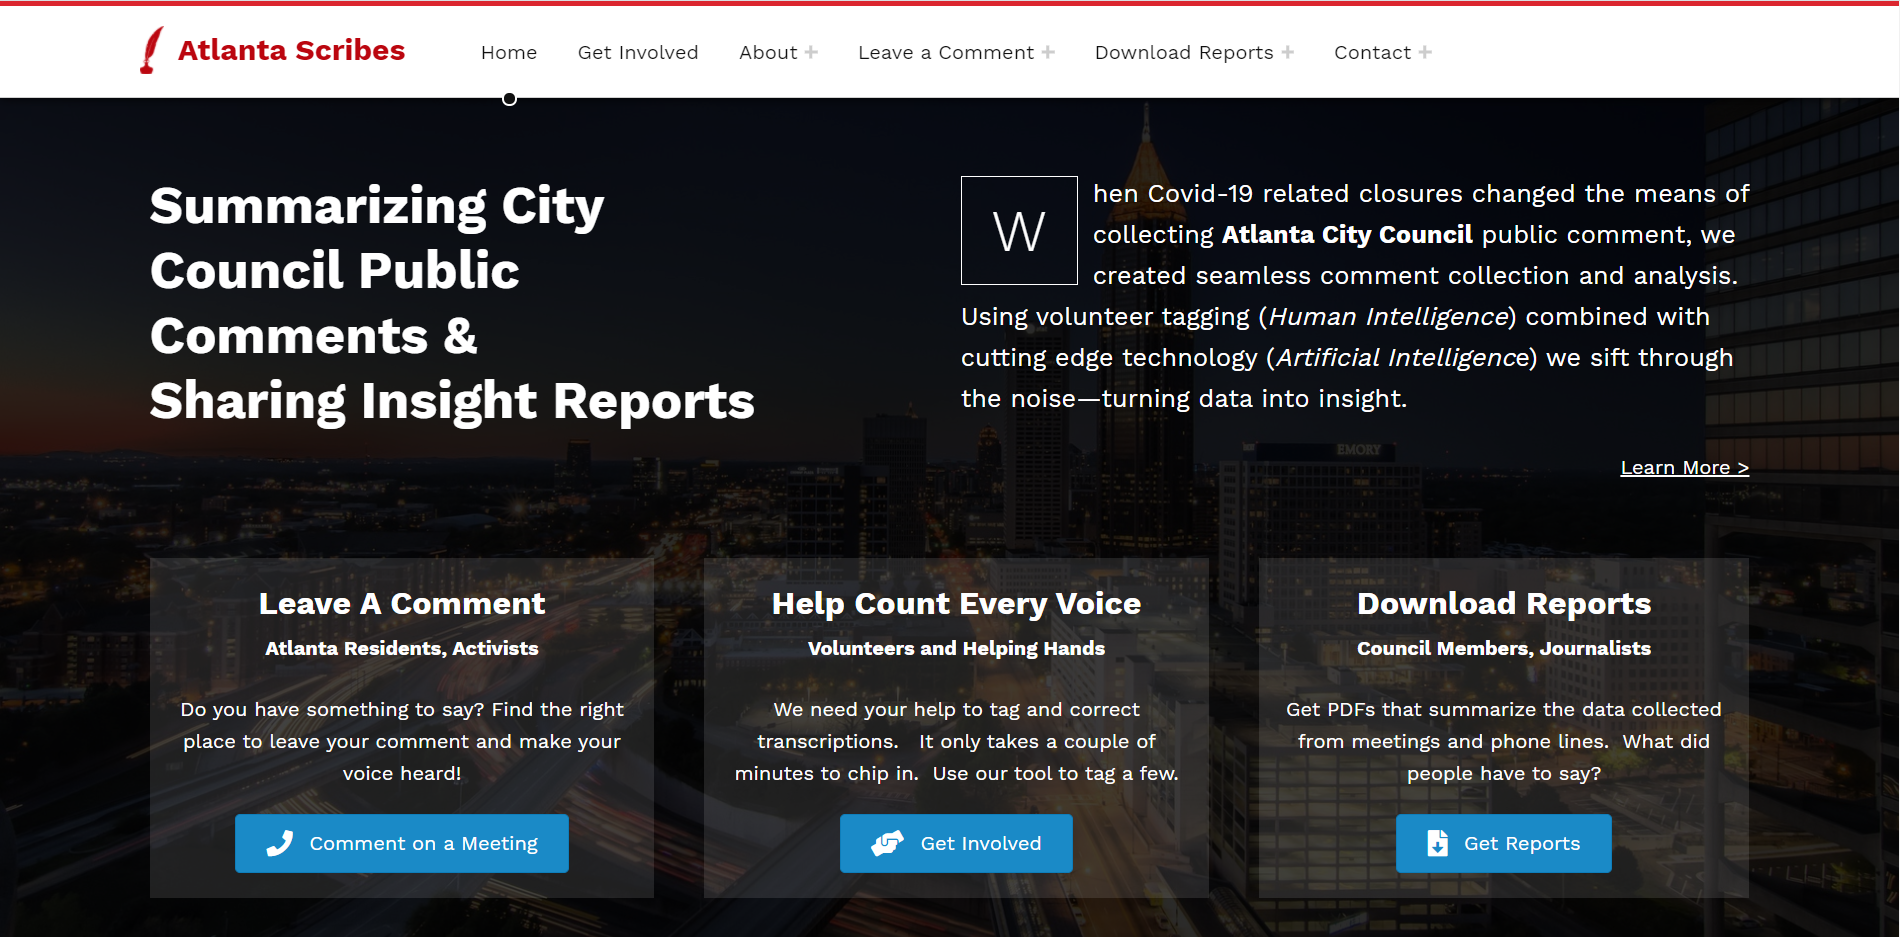 Atlanta Scribes
Home
Get Involved
About +
Leave a Comment +
Download Reports +
Contact +
Summarizing City
Council Public
Comments &
Sharing Insight Reports
When Covid-19 related closures changed the means of
collecting Atlanta City Council public comment, we
created seamless comment collection and analysis.
Using volunteer tagging (Human Intelligence) combined with
cutting edge technology (Artificial Intelligence) we sift through
the noise—turning data into insight.
EMORY
Learn More >
Leave A Comment
Atlanta Residents, Activists
Do you have something to say? Find the right
place to leave your comment and make your
voice heard!
Comment on a Meeting
Help Count Every Voice
Volunteers and Helping Hands
We need your help to tag and correct
transcriptions. It only takes a couple of
minutes to chip in. Use our tool to tag a few.
Get Involved
Download Reports
Council Members, Journalists
Get PDFs that summarize the data collected
from meetings and phone lines. What did
people have to say?
Get Reports